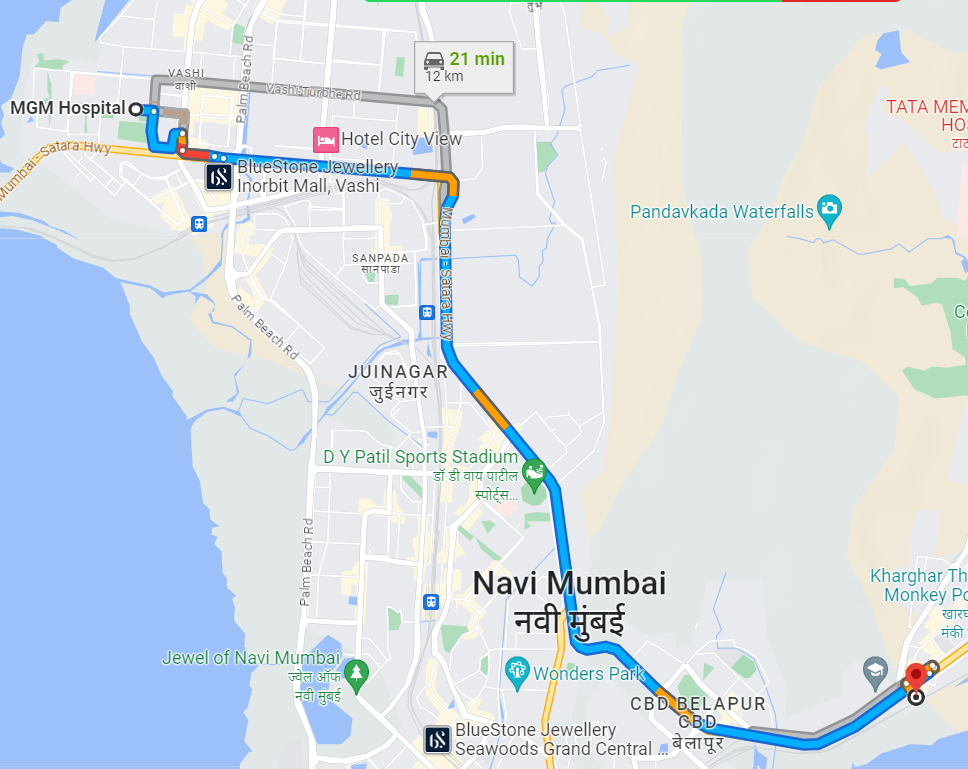 तुर्भे
21 min
12 km
VASHI
वाशी
Palm Beach Rd
Vashi Turbhe Rd
MGM Hospital
TATA MEM
HOS
Hotel City View
Mumbai - Satara Hwy
BlueStone Jewellery
Inorbit Mall, Vashi
Pandavkada Waterfalls
SANPADA
सानपाडा
Mumbai - Satara Hwy
Palm Beach Rd
JUINAGAR
जुईनगर
D Y Patil Sports Stadium
डॉ डी वाय पाटील
स्पोर्ट्स...
Palm Beach Rd
Navi Mumbai
नवी मुंबई
Kharghar Th
Monkey Po
खारघ
मंकी
Jewel of Navi Mumbai
ज्वेल ऑफ
नवी मुंबई
Wonders Park
CBD BELAPUR
CBD
बेलापूर
BlueStone Jewellery
Seawoods Grand Central ...